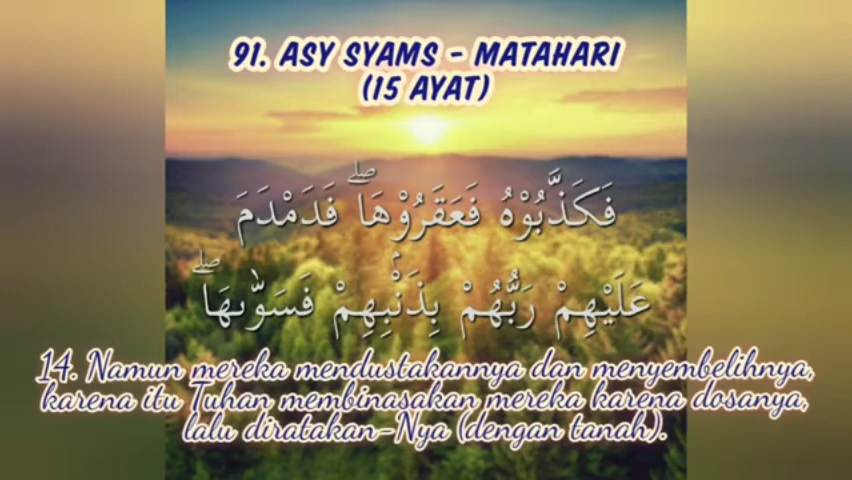 91. ASY SYAMS - MATAHARI
(15 AYAT)
فَكَذَّبُوْهُ فَعَقَرُوْهَاۖ فَدَمْدَمَ
عَلَيْهِمْ رَبُّهُمْ بِذَنْۢبِهِمْ فَسَوّٰىهَاۖ
14. Namun mereka mendustakannya dan menyembelihnya,
karena itu Tuhan membinasakan mereka karena dosanya,
lalu diratakan-Nya (dengan tanah).